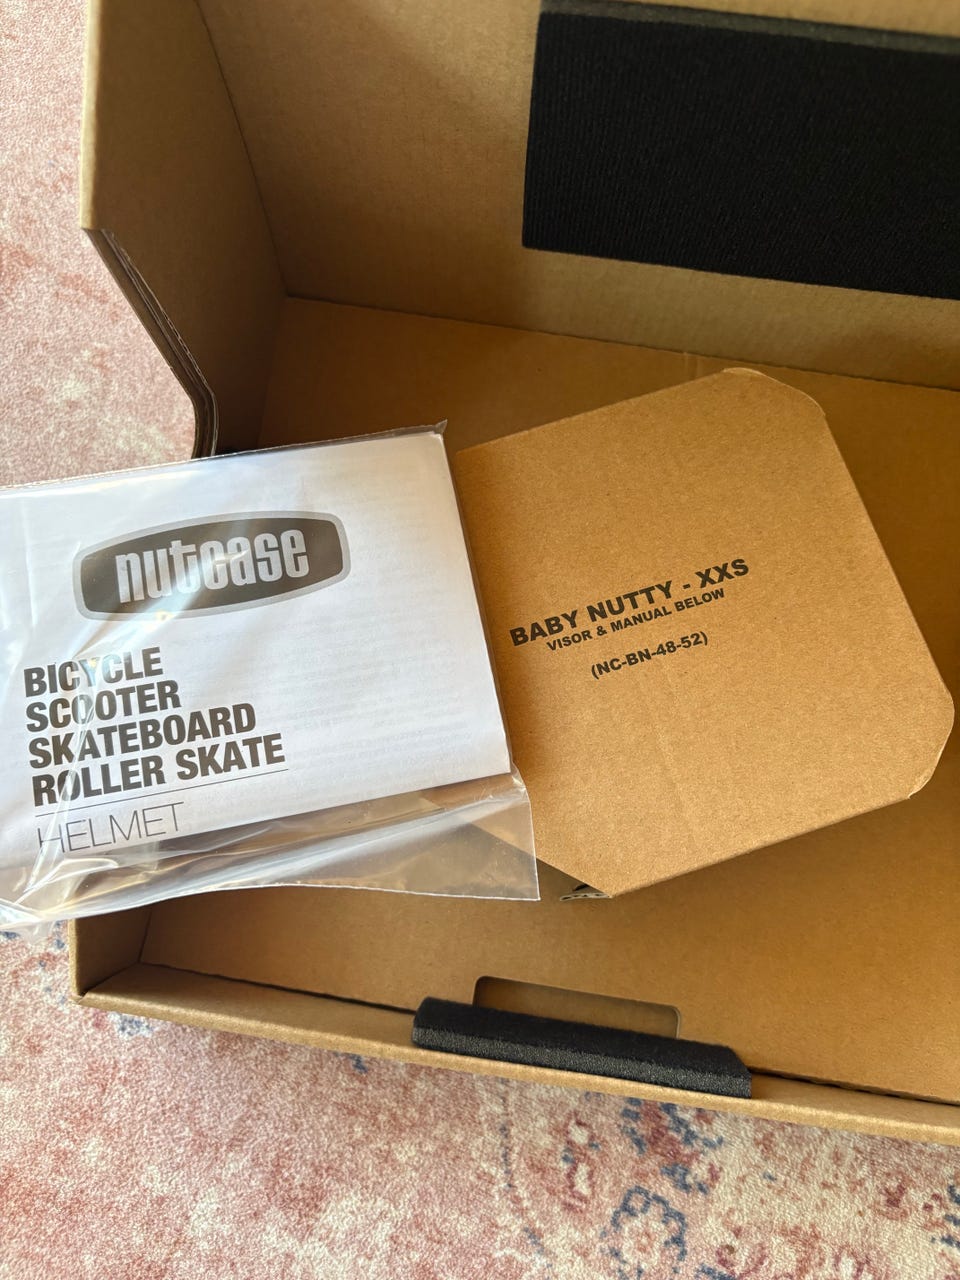 nutcase
BICYCLE
SCOOTER
SKATEBOARD
ROLLER SKATE
HELMET
BABY NUTTY - XXS
VISOR & MANUAL BELOW
(NC-BN-48-52)